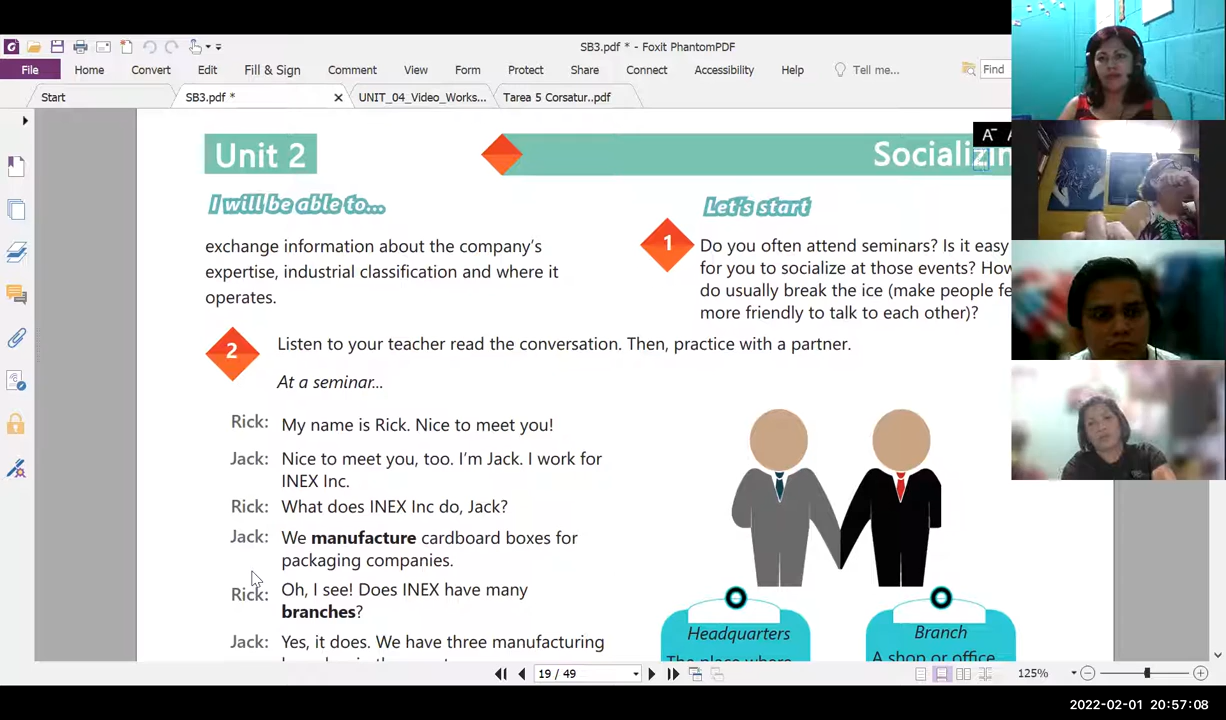 SB3.pdf * - Foxit PhantomPDF
File Home Convert Edit Fill & Sign Comment View Form Protect Share Connect Accessibility Help Tell me... Find
Start SB3.pdf * UNIT_04_Video_Works... Tarea 5 Corsatur..pdf
Unit 2
I will be able to...
exchange information about the company's
expertise, industrial classification and where it
operates.
Let's start
1
Do you often attend seminars? Is it easy
for you to socialize at those events? How
do usually break the ice (make people fe
more friendly to talk to each other)?
2
Listen to your teacher read the conversation. Then, practice with a partner.
At a seminar...
Rick: My name is Rick. Nice to meet you!
Jack: Nice to meet you, too. I'm Jack. I work for
INEX Inc.
Rick: What does INEX Inc do, Jack?
Jack: We manufacture cardboard boxes for
packaging companies.
Rick: Oh, I see! Does INEX have many
branches?
Jack: Yes, it does. We have three manufacturing
Headquarters
The place where
Branch
A shop or office
19 / 49
125%
2022-02-01 20:57:08